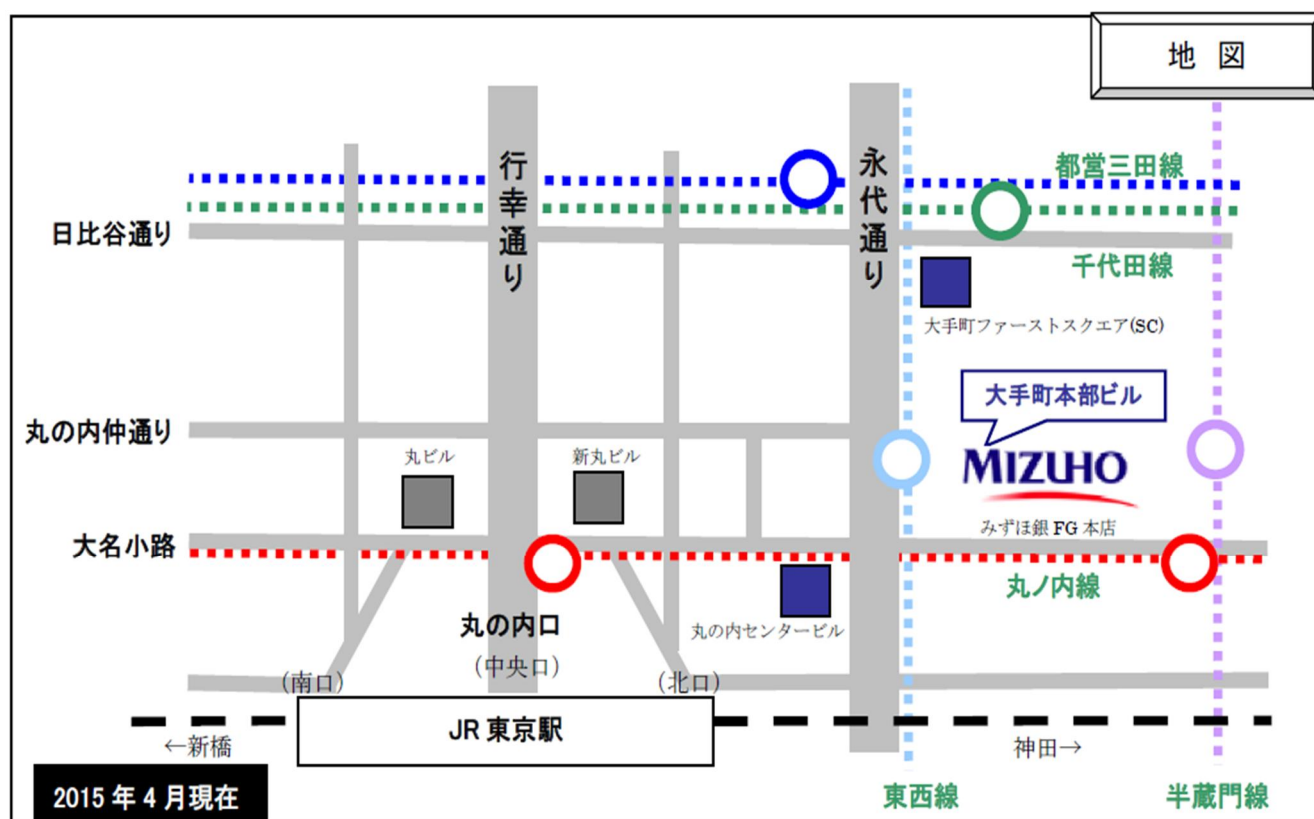 地 図
行幸通り
永代通り
都営三田線
日比谷通り
千代田線
大手町ファーストスクエア(SC)
大手町本部ビル
丸の内仲通り
丸ビル
新丸ビル
MIZUHO
みずほ銀 FG 本店
大名小路
丸ノ内線
丸の内口
(中央口)
丸の内センタービル
(南口)
(北口)
JR 東京駅
←新橋
神田→
2015 年 4 月現在
東西線
半蔵門線